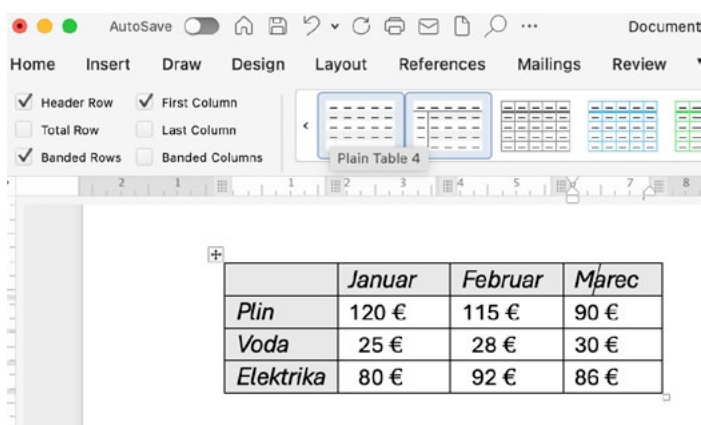 AutoSave ... Document
Home Insert Draw Design Layout References Mailings Review
Header Row First Column
Total Row Last Column
Banded Rows Banded Columns
Plain Table 4
2 1 1 2 3 4 5 6 7 8
Januar Februar Marec
Plin 120 € 115 € 90 €
Voda 25 € 28 € 30 €
Elektrika 80 € 92 € 86 €